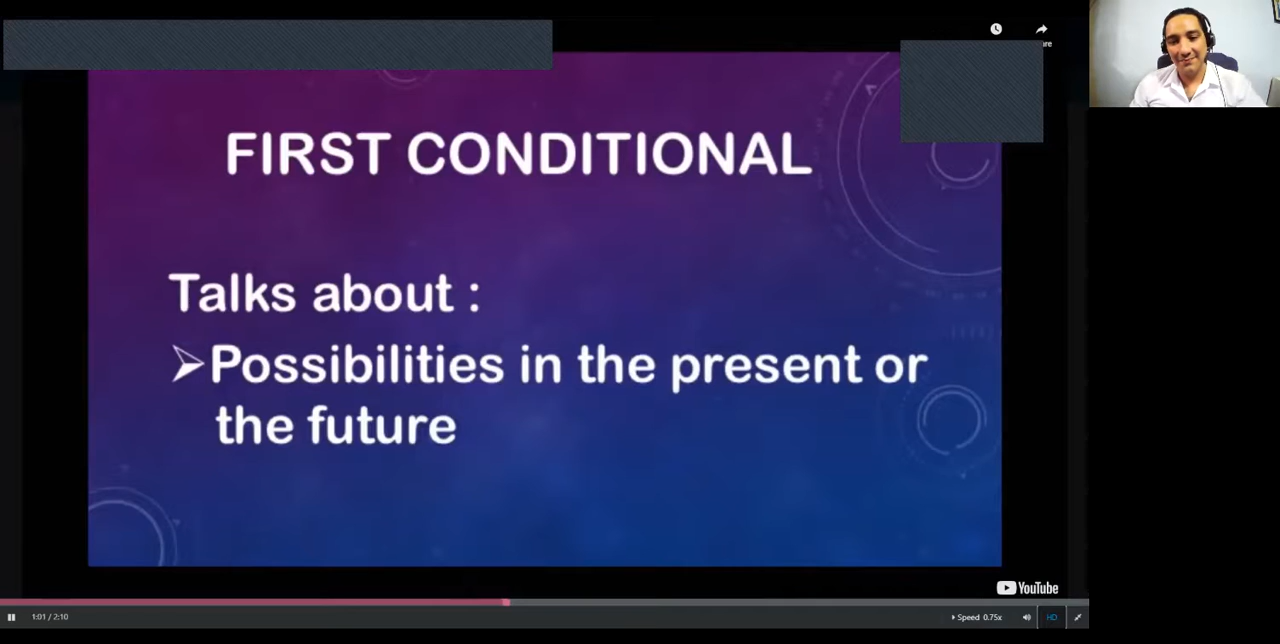 FIRST CONDITIONAL
Talks about :
➢Possibilities in the present or
the future
YouTube
1:01 / 2:10
Speed 0.75x
HD